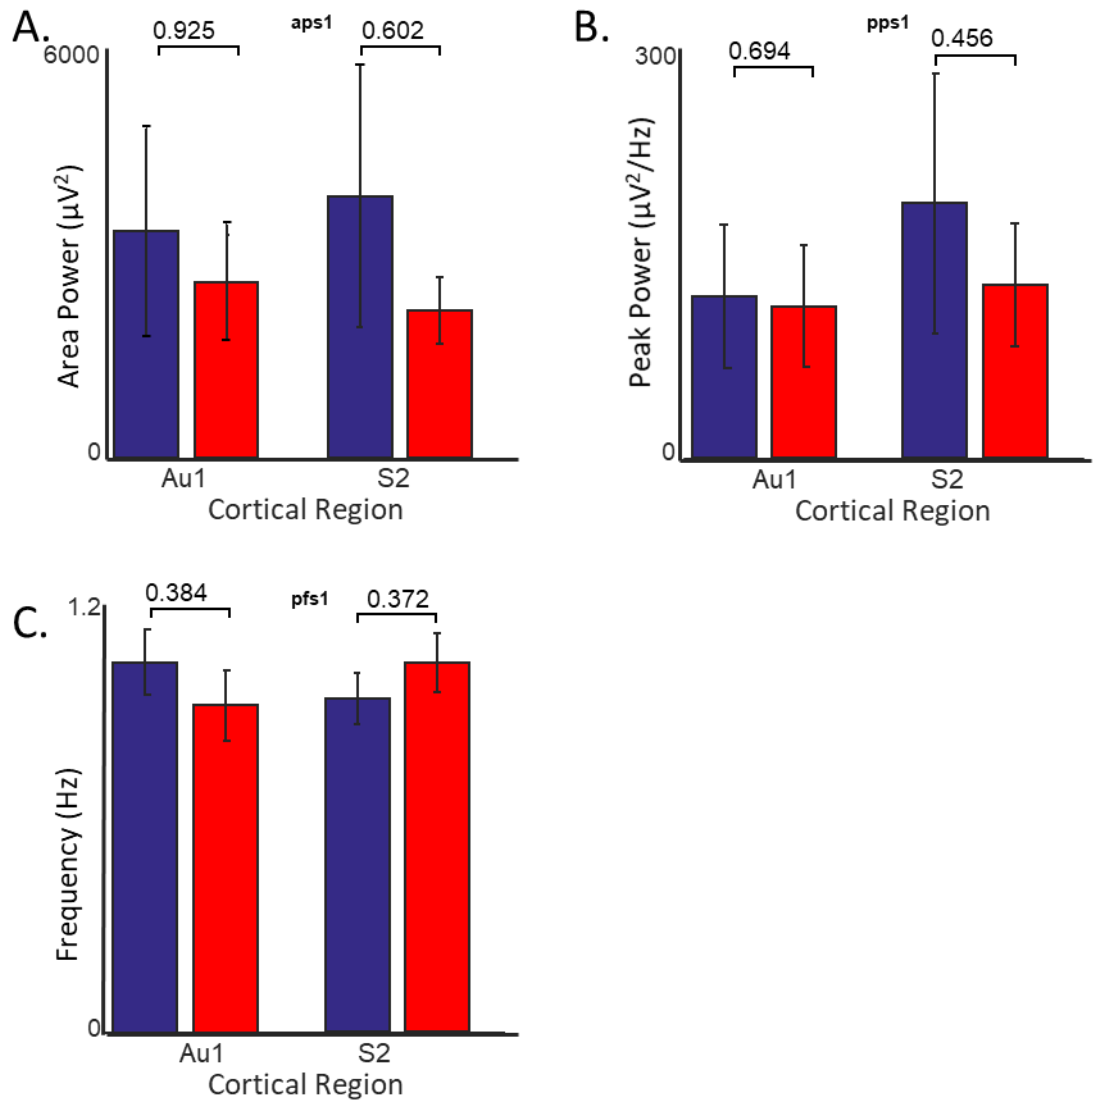 A.
aps1
0.925
0.602
6000
Area Power (µV²)
0
Au1
S2
Cortical Region
B.
pps1
0.694
0.456
300
Peak Power (µV²/Hz)
0
Au1
S2
Cortical Region
C.
pfs1
0.384
0.372
1.2
Frequency (Hz)
0
Au1
S2
Cortical Region